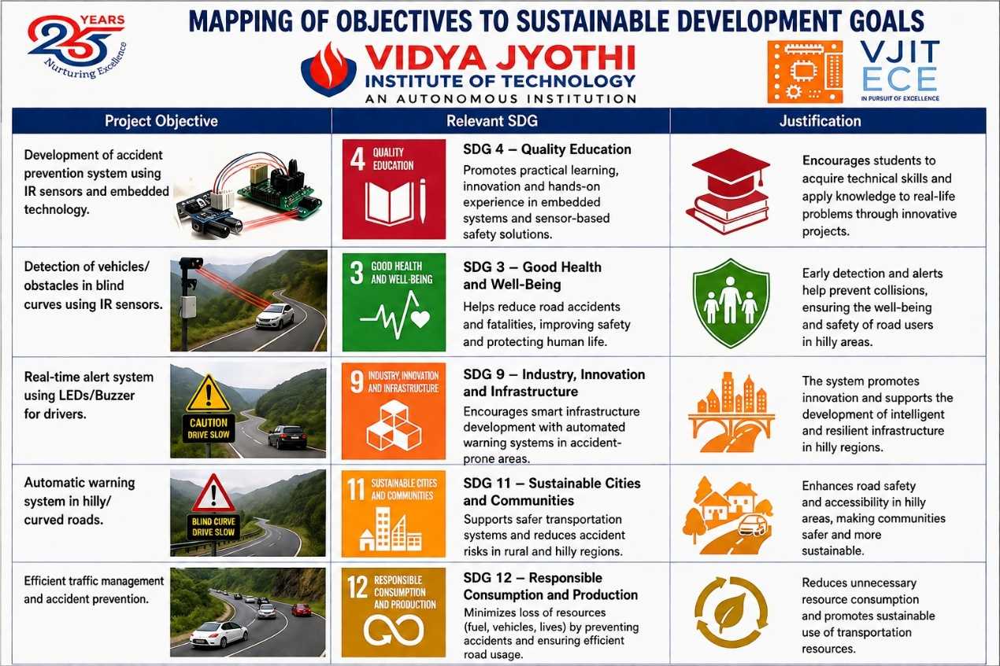 25 YEARS
Nurturing Excellence
MAPPING OF OBJECTIVES TO SUSTAINABLE DEVELOPMENT GOALS
VIDYA JYOTHI
INSTITUTE OF TECHNOLOGY
AN AUTONOMOUS INSTITUTION
VJIT
ECE
IN PURSUIT OF EXCELLENCE
Project Objective
Relevant SDG
Justification
Development of accident
prevention system using
IR sensors and embedded
technology.
4 QUALITY
EDUCATION
SDG 4 – Quality Education
Promotes practical learning,
innovation and hands-on
experience in embedded
systems and sensor-based
safety solutions.
Encourages students to
acquire technical skills and
apply knowledge to real-life
problems through innovative
projects.
Detection of vehicles/
obstacles in blind
curves using IR sensors.
3 GOOD HEALTH
AND WELL-BEING
SDG 3 – Good Health
and Well-Being
Helps reduce road accidents
and fatalities, improving safety
and protecting human life.
Early detection and alerts
help prevent collisions,
ensuring the well-being
and safety of road users
in hilly areas.
Real-time alert system
using LEDs/Buzzer
for drivers.
CAUTION
DRIVE SLOW
9 INDUSTRY, INNOVATION
AND INFRASTRUCTURE
SDG 9 – Industry, Innovation
and Infrastructure
Encourages smart infrastructure
development with automated
warning systems in accident-
prone areas.
The system promotes
innovation and supports the
development of intelligent
and resilient infrastructure
in hilly regions.
Automatic warning
system in hilly/
curved roads.
BLIND CURVE
DRIVE SLOW
11 SUSTAINABLE CITIES
AND COMMUNITIES
SDG 11 – Sustainable Cities
and Communities
Supports safer transportation
systems and reduces accident
risks in rural and hilly regions.
Enhances road safety
and accessibility in hilly
areas, making communities
safer and more
sustainable.
Efficient traffic management
and accident prevention.
12 RESPONSIBLE
CONSUMPTION
AND PRODUCTION
SDG 12 – Responsible
Consumption and Production
Minimizes loss of resources
(fuel, vehicles, lives) by preventing
accidents and ensuring efficient
road usage.
Reduces unnecessary
resource consumption
and promotes sustainable
use of transportation
resources.